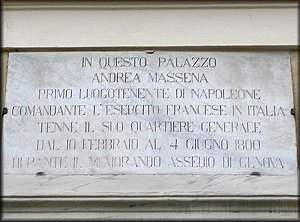 IN QUESTO PALAZZO
ANDREA MASSENA
PRIMO LUOGOTENENTE DI NAPOLEONE
COMANDANTE L'ESERCITO FRANCESE IN ITALIA
TENNE IL SUO QUARTIERE GENERALE
DAL 10 FEBBRAIO AL 4 GIUGNO 1800
DURANTE IL MEMORANDO ASSEDIO DI GENOVA